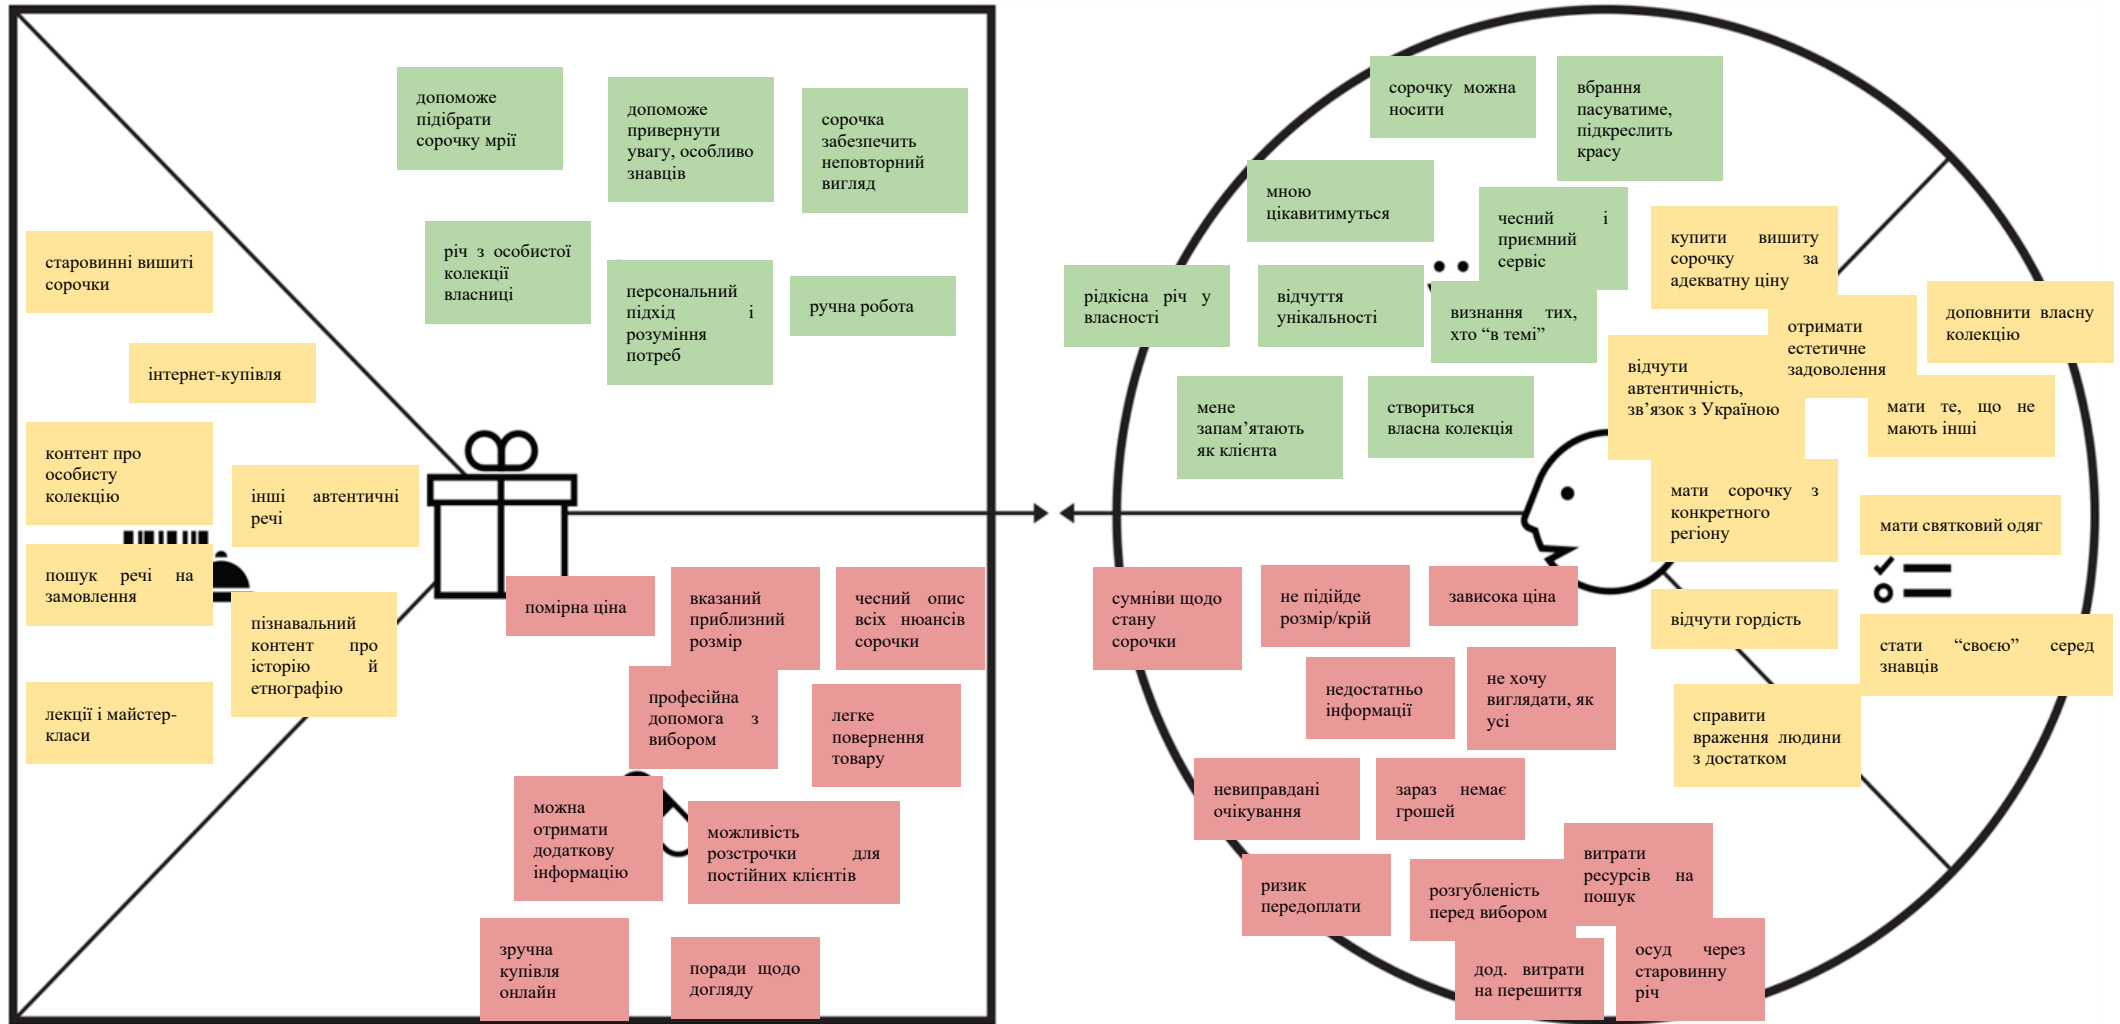 допоможе
підібрати
сорочку мрії
допоможе
привернути
увагу, особливо
знавців
сорочка
забезпечить
неповторний
вигляд
річ з особистої
колекції
власниці
персональний
підхід і
розуміння
потреб
ручна робота
старовинні вишиті
сорочки
інтернет-купівля
контент про
особисту
колекцію
інші автентичні
речі
пошук речі на
замовлення
пізнавальний
контент про
історію й
етнографію
лекції і майстер-
класи
помірна ціна
вказаний
приблизний
розмір
чесний опис
всіх нюансів
сорочки
професійна
допомога з
вибором
легке
повернення
товару
можна
отримати
додаткову
інформацію
можливість
розстрочки для
постійних клієнтів
зручна
купівля
онлайн
поради щодо
догляду
сорочку можна
носити
вбрання
пасуватиме,
підкреслить
красу
мною
цікавитимуться
чесний і
приємний
сервіс
рідкісна річ у
власності
відчуття
унікальності
визнання тих,
хто “в темі”
мене
запам’ятають
як клієнта
створиться
власна колекція
купити вишиту
сорочку за
адекватну ціну
отримати
естетичне
задоволення
доповнити власну
колекцію
відчути
автентичність,
зв’язок з Україною
мати те, що не
мають інші
мати сорочку з
конкретного
регіону
мати святковий одяг
відчути гордість
стати “своєю” серед
знавців
справити
враження людини
з достатком
сумніви щодо
стану
сорочки
не підійде
розмір/крій
зависока ціна
недостатньо
інформації
не хочу
виглядати, як
усі
невиправдані
очікування
зараз немає
грошей
ризик
передоплати
розгубленість
перед вибором
витрати
ресурсів на
пошук
дод. витрати
на перешиття
осуд через
старовинну
річ